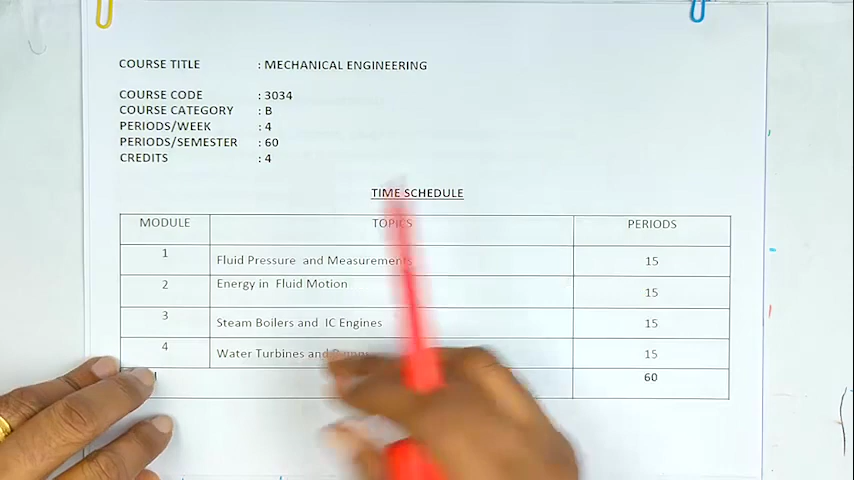 COURSE TITLE : MECHANICAL ENGINEERING
COURSE CODE : 3034
COURSE CATEGORY : B
PERIODS/WEEK : 4
PERIODS/SEMESTER : 60
CREDITS : 4
TIME SCHEDULE
MODULE TOPICS PERIODS
1 Fluid Pressure and Measurements 15
2 Energy in Fluid Motion 15
3 Steam Boilers and IC Engines 15
4 Water Turbines and 15
60